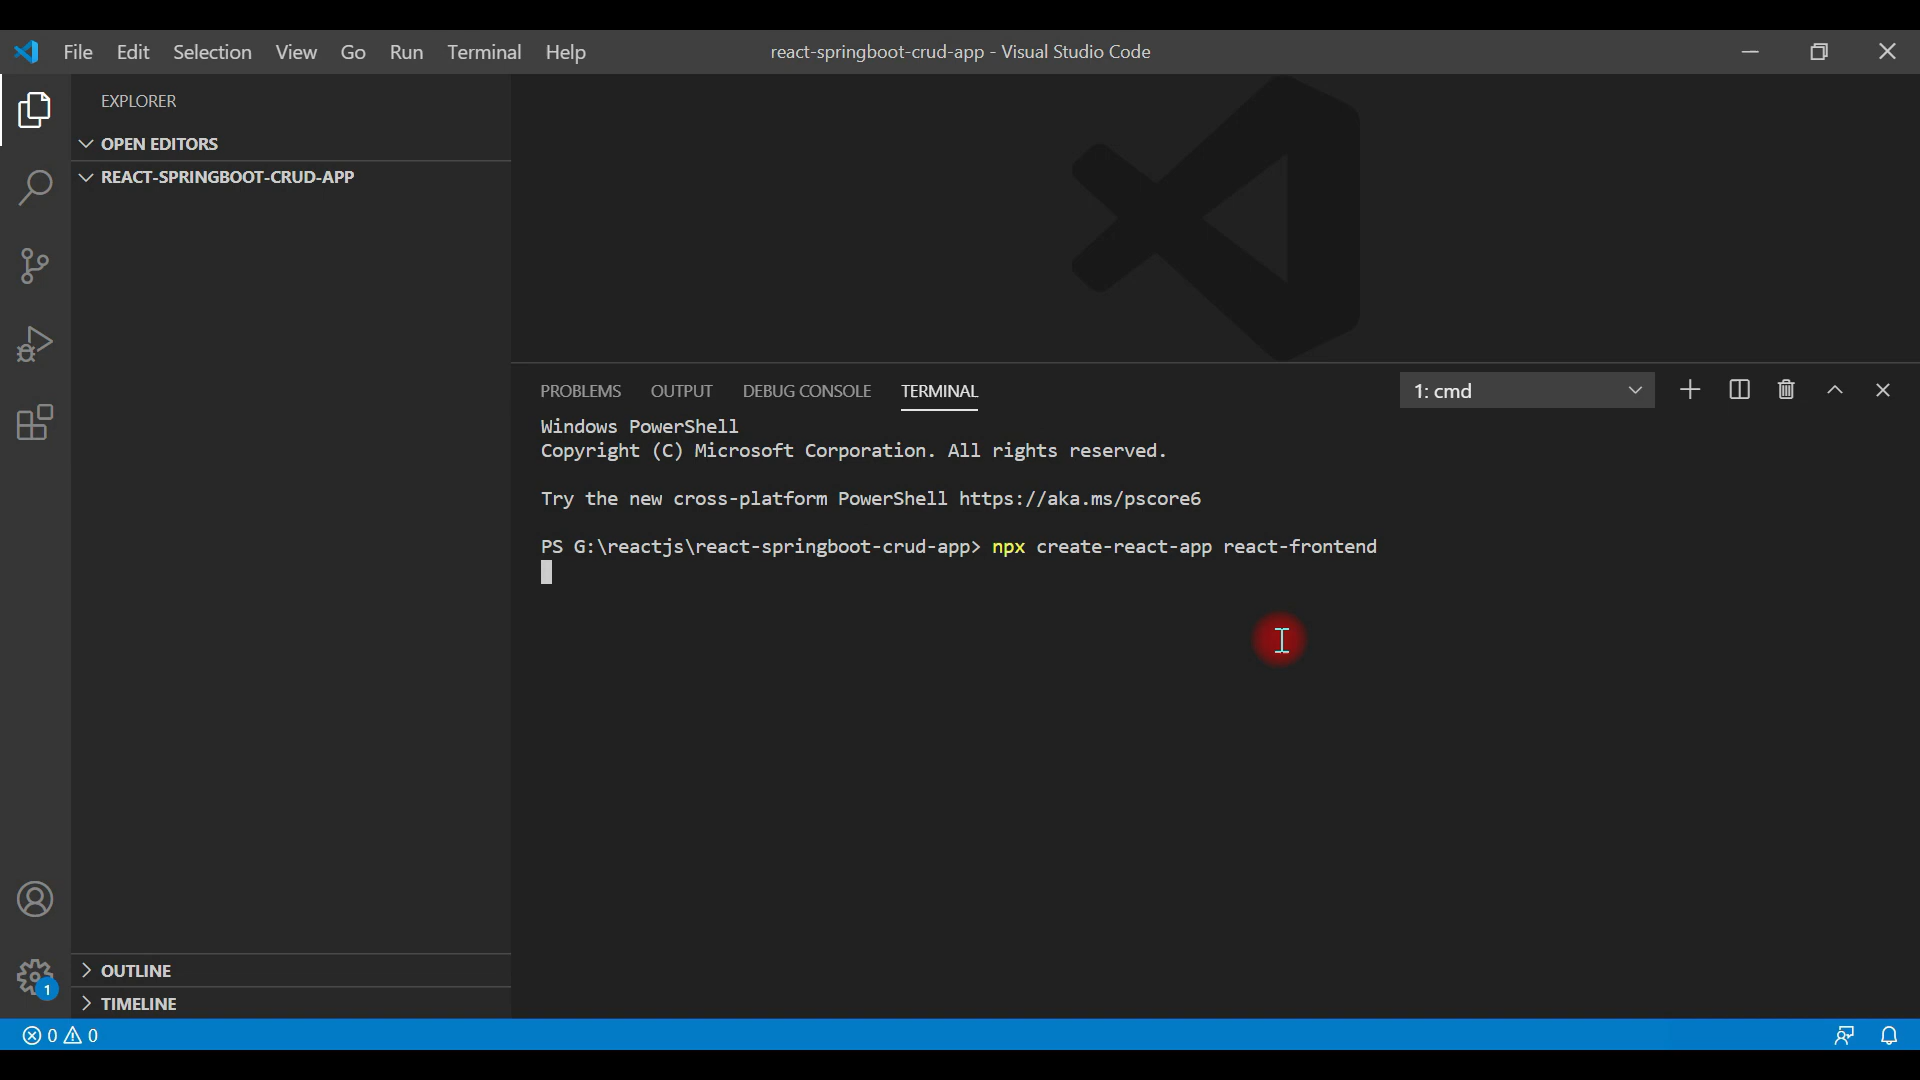 File Edit Selection View Go Run Terminal Help
react-springboot-crud-app - Visual Studio Code
EXPLORER
OPEN EDITORS
REACT-SPRINGBOOT-CRUD-APP
PROBLEMS OUTPUT DEBUG CONSOLE TERMINAL
1: cmd
Windows PowerShell
Copyright (C) Microsoft Corporation. All rights reserved.
Try the new cross-platform PowerShell https://aka.ms/pscore6
PS G:\reactjs\react-springboot-crud-app> npx create-react-app react-frontend
OUTLINE
1
TIMELINE
0 0